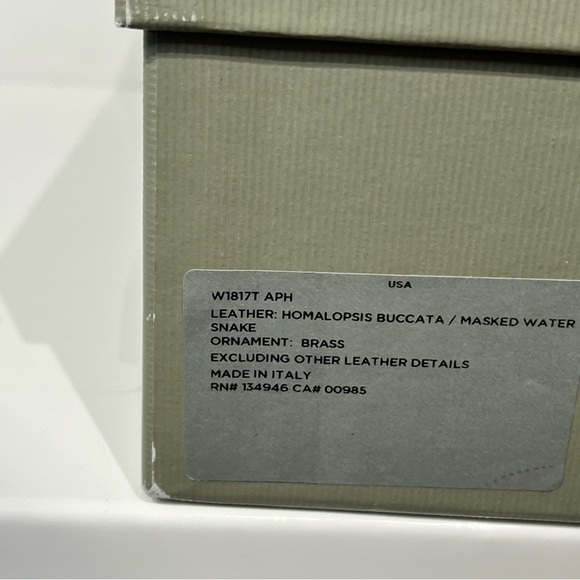 USA
W1817T APH
LEATHER: HOMALOPSIS BUCCATA / MASKED WATER
SNAKE
ORNAMENT: BRASS
EXCLUDING OTHER LEATHER DETAILS
MADE IN ITALY
RN# 134946 CA# 00985